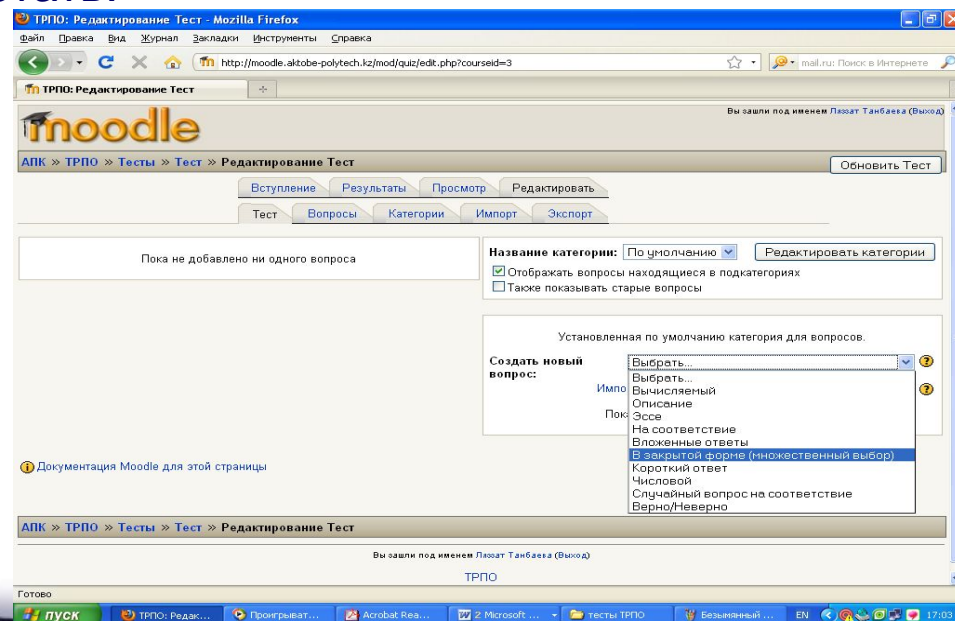 ТРПО: Редактирование Тест - Mozilla Firefox
Файл Правка Вид Журнал Закладки Инструменты Справка
http://moodle.aktobe-polytech.kz/mod/quiz/edit.php?courseid=3
mail.ru: Поиск в Интернете
ТРПО: Редактирование Тест
moodle
Вы зашли под именем Лаззат Танбаева (Выход)
АПК » ТРПО » Тесты » Тест » Редактирование Тест
Обновить Тест
Вступление Результаты Просмотр Редактировать
Тест Вопросы Категории Импорт Экспорт
Пока не добавлено ни одного вопроса
Название категории: По умолчанию Редактировать категории
Отображать вопросы находящиеся в подкатегориях
Также показывать старые вопросы
Установленная по умолчанию категория для вопросов.
Создать новый вопрос: Выбрать...
Выбрать...
Вычисляемый
Описание
Эссе
На соответствие
Вложенные ответы
В закрытой форме (множественный выбор)
Короткий ответ
Числовой
Случайный вопрос на соответствие
Верно/Неверно
Документация Moodle для этой страницы
АПК » ТРПО » Тесты » Тест » Редактирование Тест
Вы зашли под именем Лаззат Танбаева (Выход)
ТРПО
Готово
пуск ТРПО: Редак... Проигрыват... Acrobat Rea... 2 Microsoft ... тесты ТРПО Безымянный ... EN 17:03